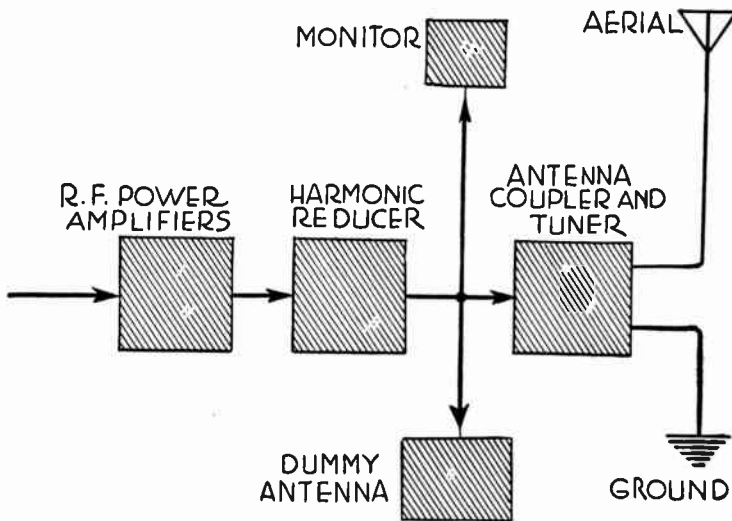 MONITOR
AERIAL
R.F. POWER
AMPLIFIERS
HARMONIC
REDUCER
ANTENNA
COUPLER AND
TUNER
DUMMY
ANTENNA
GROUND